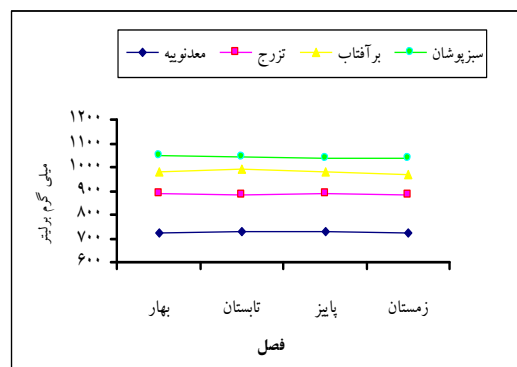 معدنوییه تزرج برآفتاب سبزپوشان
میلی گرم بر لیتر
۱۲۰۰
۱۱۰۰
۱۰۰۰
۹۰۰
۸۰۰
۷۰۰
۶۰۰
بهار تابستان پاییز زمستان
فصل